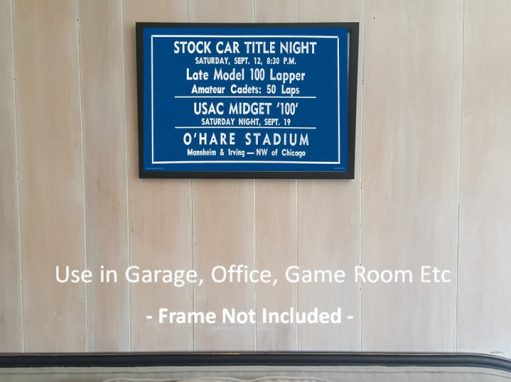 STOCK CAR TITLE NIGHT
SATURDAY, SEPT. 12, 8:30 P.M.
Late Model 100 Lapper
Amateur Cadets: 50 Laps
USAC MIDGET '100'
SATURDAY NIGHT, SEPT. 19
O'HARE STADIUM
Mannheim & Irving — NW of Chicago
Use in Garage, Office, Game Room Etc
- Frame Not Included -